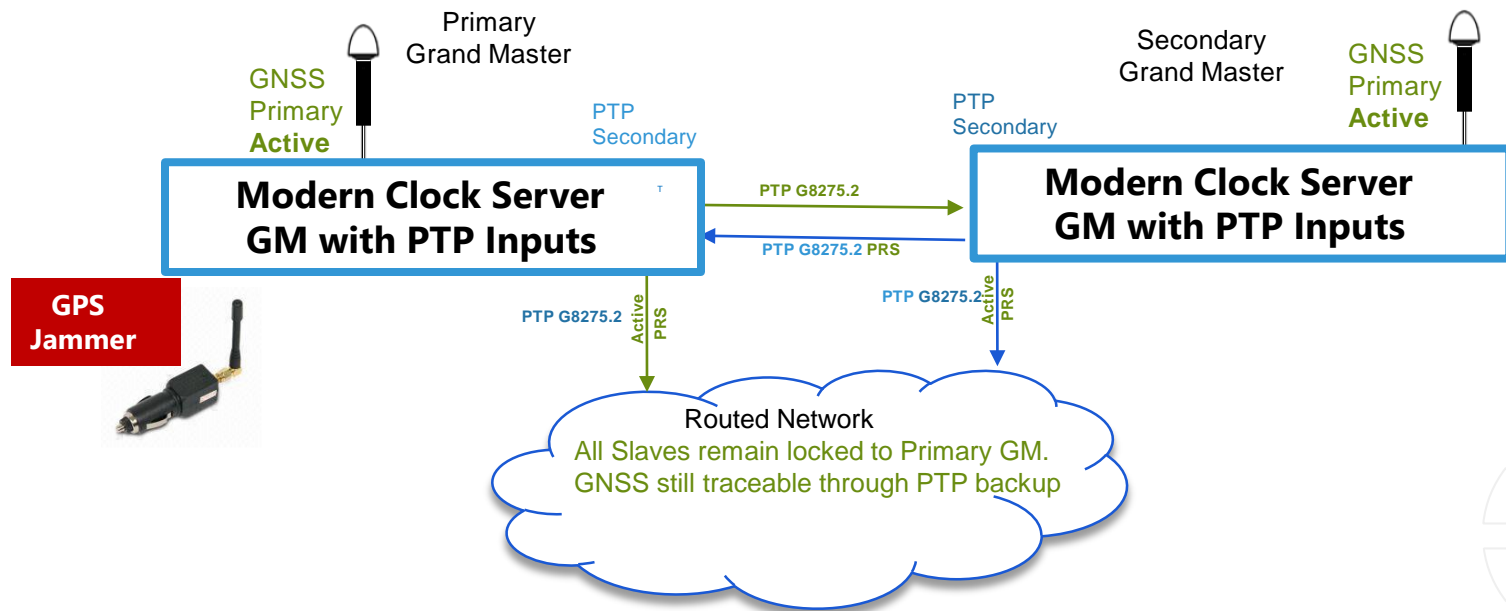 Primary
Grand Master
GNSS
Primary
Active
PTP
Secondary
Secondary
Grand Master
GNSS
Primary
Active
PTP
Secondary
Modern Clock Server
GM with PTP Inputs
T
PTP G8275.2
PTP G8275.2 PRS
Modern Clock Server
GM with PTP Inputs
GPS
Jammer
PTP G8275.2
Active
PRS
PTP G8275.2
Active
PRS
Routed Network
All Slaves remain locked to Primary GM.
GNSS still traceable through PTP backup